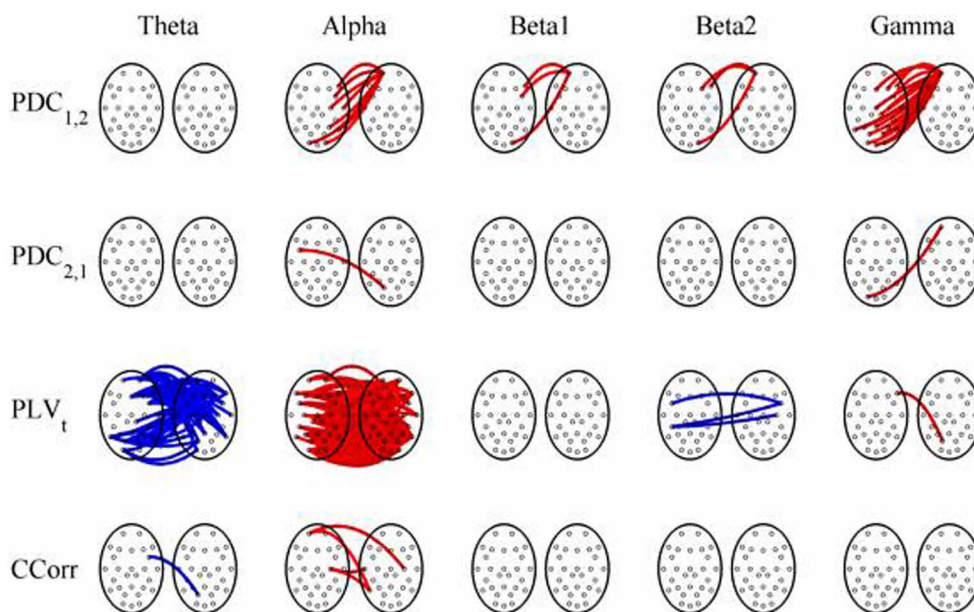 Theta Alpha Beta1 Beta2 Gamma
PDC1,2
PDC2,1
PLVt
CCorr